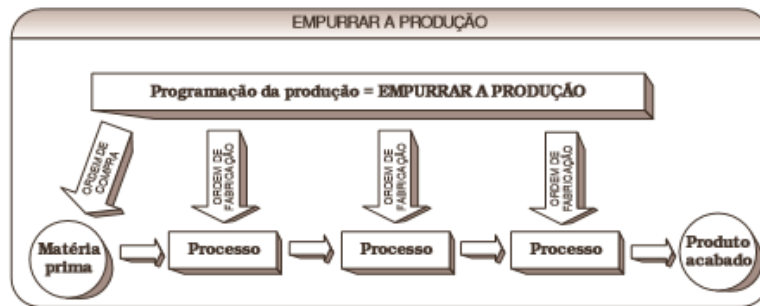 EMPURRAR A PRODUÇÃO
Programação da produção = EMPURRAR A PRODUÇÃO
ORDEM DE
COMPRA
ORDEM DE
FABRICAÇÃO
ORDEM DE
FABRICAÇÃO
ORDEM DE
FABRICAÇÃO
Matéria
prima
Processo
Processo
Processo
Produto
acabado